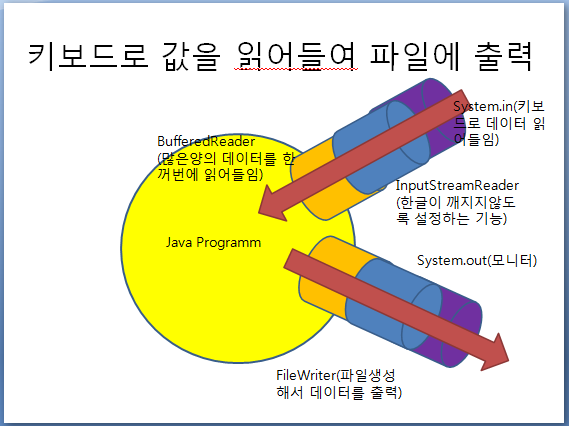 키보드로 값을 읽어들여 파일에 출력
System.in(키보
드로 데이터 읽
어들임)
BufferedReader
(많은양의 데이터를 한
꺼번에 읽어들임)
InputStreamReader
(한글이 깨지지않도
록 설정하는 기능)
Java Programm
System.out(모니터)
FileWriter(파일생성
해서 데이터를 출력)